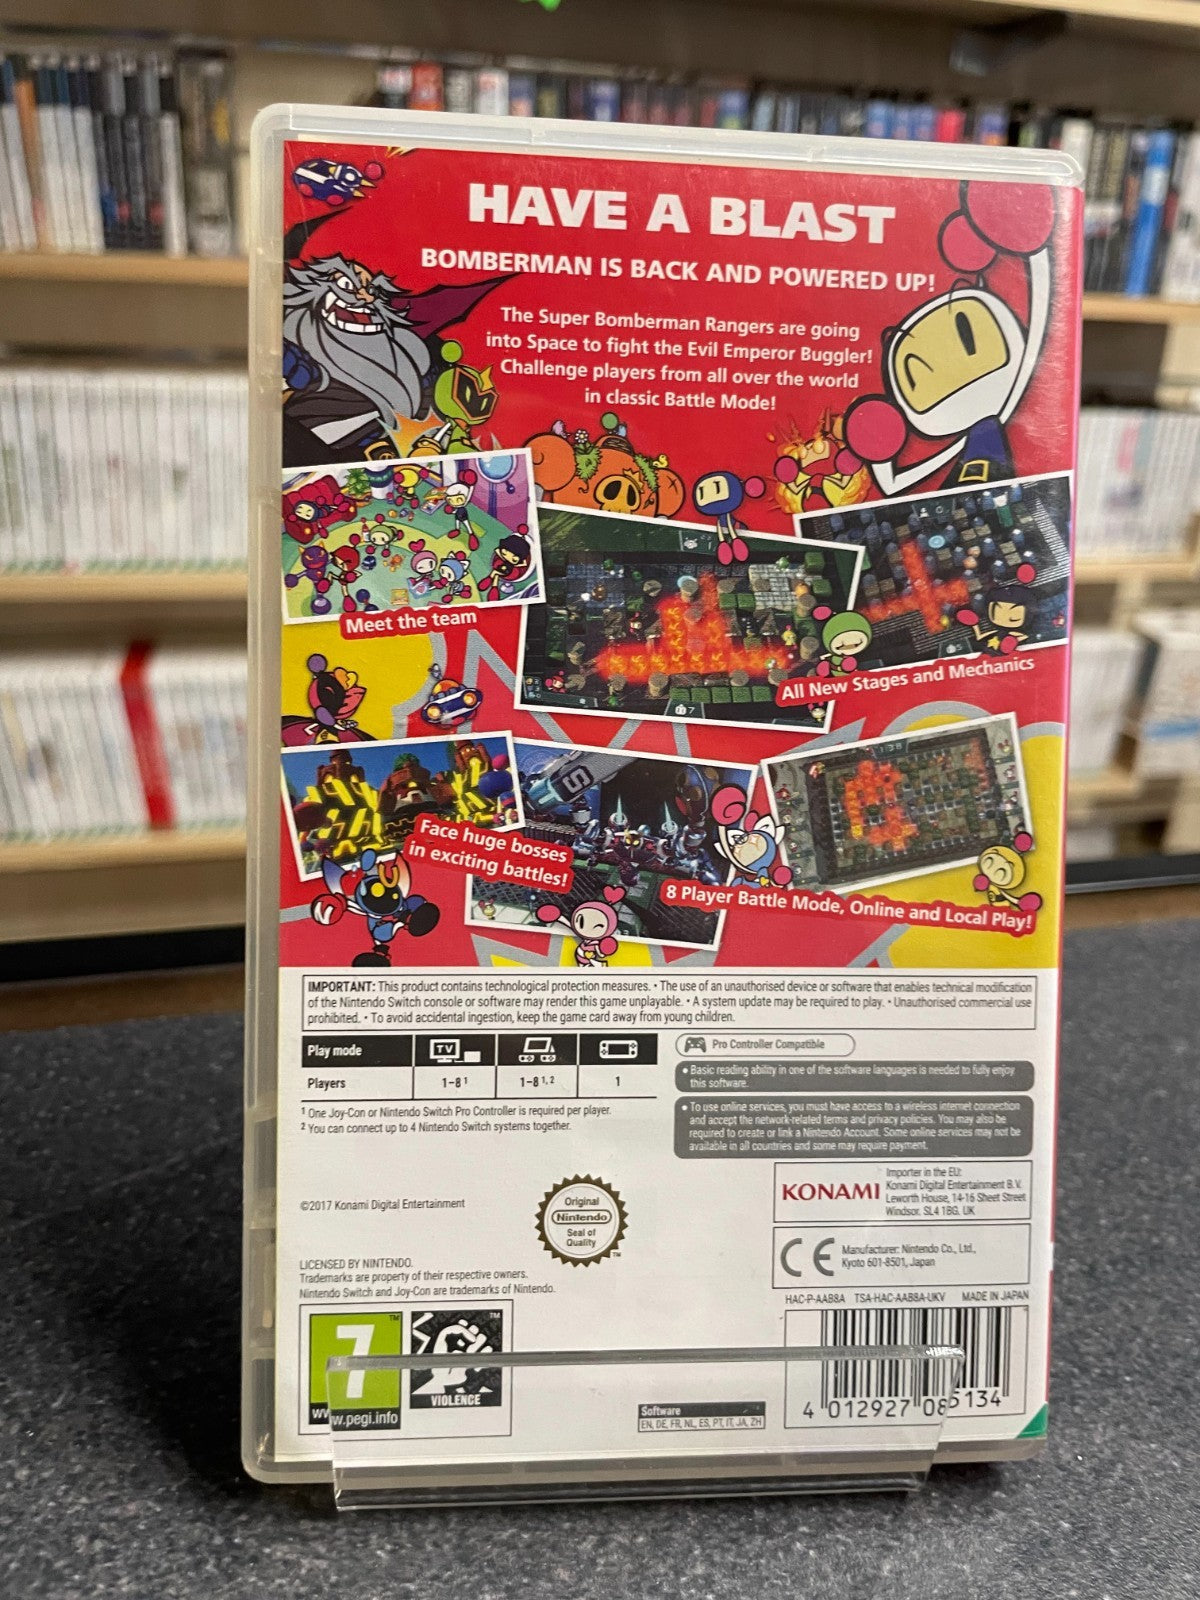 HAVE A BLAST
BOMBERMAN IS BACK AND POWERED UP!
The Super Bomberman Rangers are going
into Space to fight the Evil Emperor Buggler!
Challenge players from all over the world
in classic Battle Mode!
Meet the team
All New Stages and Mechanics
Face huge bosses
in exciting battles!
8 Player Battle Mode, Online and Local Play!
IMPORTANT: This product contains technological protection measures. • The use of an unauthorised device or software that enables technical modification
of the Nintendo Switch console or software may render this game unplayable. • A system update may be required to play. • Unauthorised commercial use
prohibited. • To avoid accidental ingestion, keep the game card away from young children.
Play mode
TV
Players
1-8 ¹
1-8 ¹,²
1
¹ One Joy-Con or Nintendo Switch Pro Controller is required per player.
² You can connect up to 4 Nintendo Switch systems together.
Pro Controller Compatible
• Basic reading ability in one of the software languages is needed to fully enjoy
this software.
• To use online services, you must have access to a wireless internet connection
and accept the network-related terms and privacy policies. You may also be
required to create or link a Nintendo Account. Some online services may not be
available in all countries and some may require payment.
©2017 Konami Digital Entertainment
Original
Nintendo
Seal of
Quality
TM
KONAMI
Importer in the EU:
Konami Digital Entertainment B.V.
Leworth House, 14-16 Sheet Street
Windsor. SL4 1BG. UK
CE
Manufacturer: Nintendo Co., Ltd.,
Kyoto 601-8501, Japan
LICENSED BY NINTENDO.
Trademarks are property of their respective owners.
Nintendo Switch and Joy-Con are trademarks of Nintendo.
HAC-P-AAB8A TSA-HAC-AAB8A-UKV MADE IN JAPAN
7
TM
www.pegi.info
TM
VIOLENCE
Software
EN, DE, FR, NL, ES, PT, IT, JA, ZH
4 012927 085134